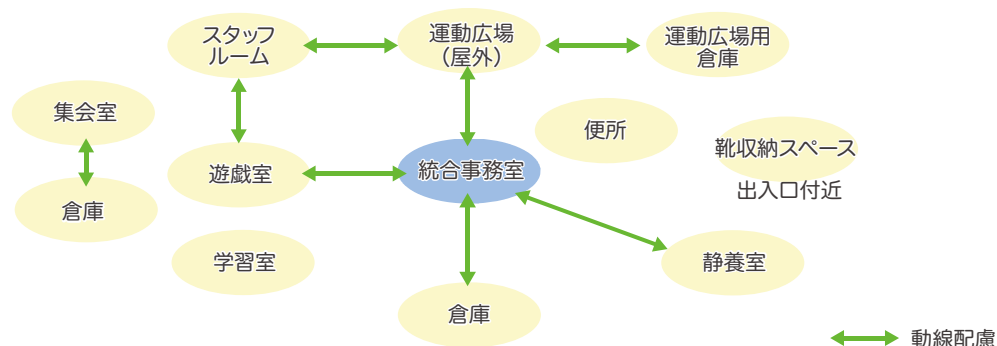 スタッフ
ルーム
運動広場
（屋外）
運動広場用
倉庫
集会室
便所
靴収納スペース
出入口付近
遊戯室
統合事務室
倉庫
学習室
静養室
倉庫
動線配慮